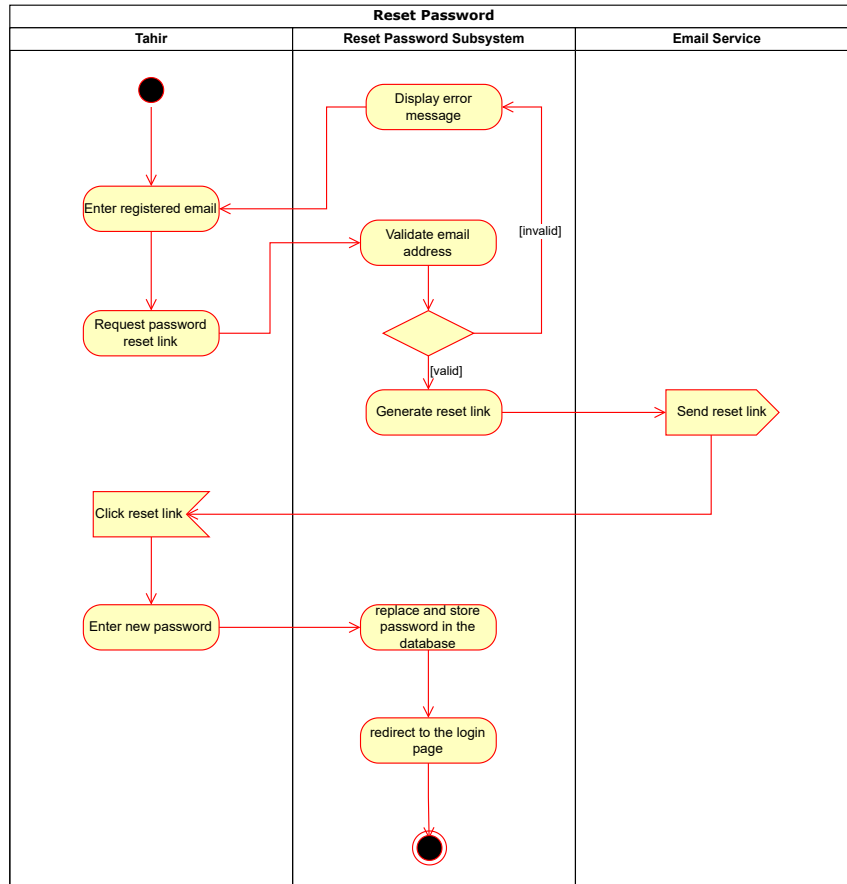 Reset Password
Tahir
Reset Password Subsystem
Email Service
Display error
message
Enter registered email
Validate email
address
[invalid]
Request password
reset link
[valid]
Generate reset link
Send reset link
Click reset link
Enter new password
replace and store
password in the
database
redirect to the login
page